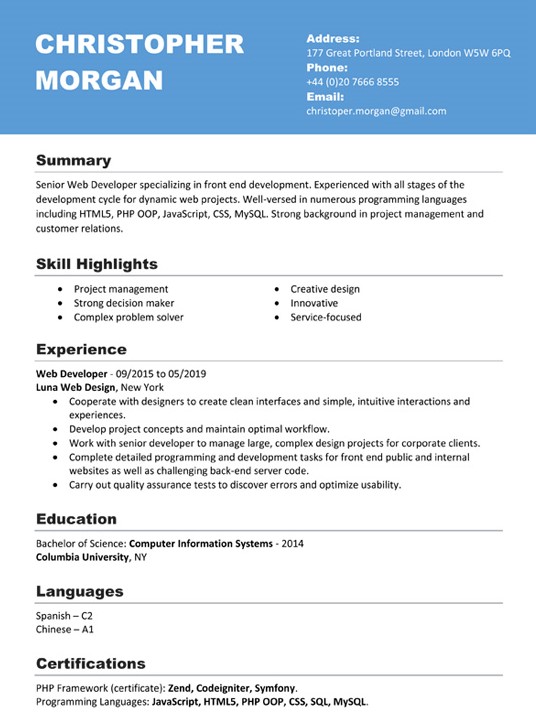 CHRISTOPHER
MORGAN
Address:
177 Great Portland Street, London W5W 6PQ
Phone:
+44 (0)20 7666 8555
Email:
christoper.morgan@gmail.com
Summary
Senior Web Developer specializing in front end development. Experienced with all stages of the
development cycle for dynamic web projects. Well-versed in numerous programming languages
including HTML5, PHP OOP, JavaScript, CSS, MySQL. Strong background in project management and
customer relations.
Skill Highlights
• Project management
• Strong decision maker
• Complex problem solver
• Creative design
• Innovative
• Service-focused
Experience
Web Developer - 09/2015 to 05/2019
Luna Web Design, New York
• Cooperate with designers to create clean interfaces and simple, intuitive interactions and
experiences.
• Develop project concepts and maintain optimal workflow.
• Work with senior developer to manage large, complex design projects for corporate clients.
• Complete detailed programming and development tasks for front end public and internal
websites as well as challenging back-end server code.
• Carry out quality assurance tests to discover errors and optimize usability.
Education
Bachelor of Science: Computer Information Systems - 2014
Columbia University, NY
Languages
Spanish – C2
Chinese – A1
Certifications
PHP Framework (certificate): Zend, Codeigniter, Symfony.
Programming Languages: JavaScript, HTML5, PHP OOP, CSS, SQL, MySQL.